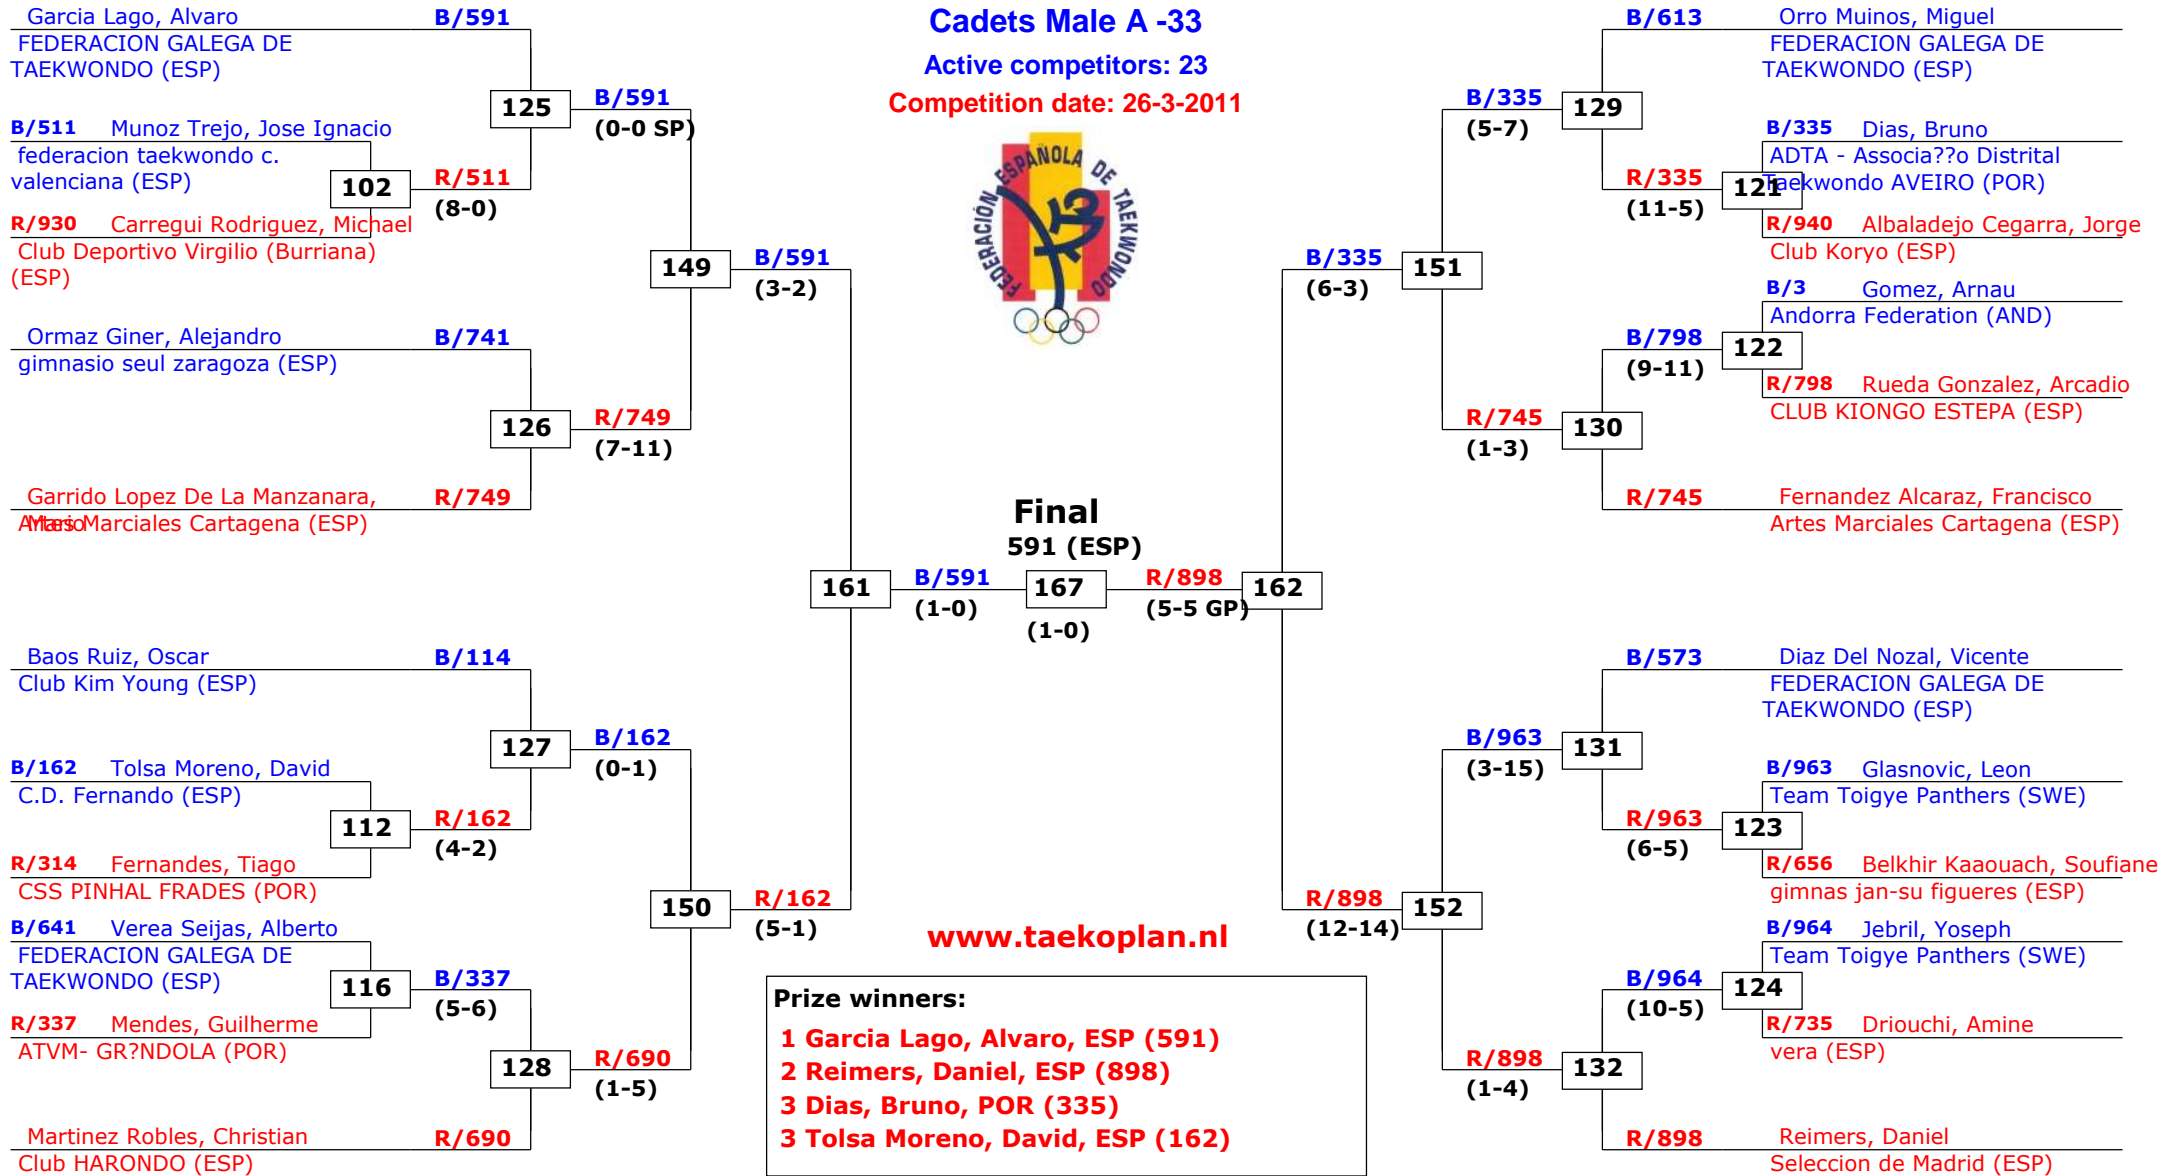 Cadets Male A -33
Active competitors: 23
Competition date: 26-3-2011
FEDERACIÓN ESPAÑOLA DE TAEKWONDO
Garcia Lago, Alvaro B/591
FEDERACION GALEGA DE
TAEKWONDO (ESP)
125
B/591
(0-0 SP)
B/511 Munoz Trejo, Jose Ignacio
federacion taekwondo c.
valenciana (ESP)
102
R/511
(8-0)
R/930 Carregui Rodriguez, Michael
Club Deportivo Virgilio (Burriana)
(ESP)
149
B/591
(3-2)
Ormaz Giner, Alejandro B/741
gimnasio seul zaragoza (ESP)
126
R/749
(7-11)
Garrido Lopez De La Manzanara, R/749
Mario
Artes Marciales Cartagena (ESP)
161
B/591
(1-0)
Final
591 (ESP)
167
(1-0)
R/898
(5-5 GP)
162
Baos Ruiz, Oscar B/114
Club Kim Young (ESP)
127
B/162
(0-1)
B/162 Tolsa Moreno, David
C.D. Fernando (ESP)
112
R/162
(4-2)
R/314 Fernandes, Tiago
CSS PINHAL FRADES (POR)
150
R/162
(5-1)
B/641 Verea Seijas, Alberto
FEDERACION GALEGA DE
TAEKWONDO (ESP)
116
B/337
(5-6)
R/337 Mendes, Guilherme
ATVM- GR?NDOLA (POR)
128
R/690
(1-5)
Martinez Robles, Christian R/690
Club HARONDO (ESP)
B/613 Orro Muinos, Miguel
FEDERACION GALEGA DE
TAEKWONDO (ESP)
B/335
(5-7)
129
B/335 Dias, Bruno
ADTA - Associa??o Distrital
Taekwondo AVEIRO (POR)
R/335
(11-5)
121
R/940 Albaladejo Cegarra, Jorge
Club Koryo (ESP)
B/335
(6-3)
151
B/3 Gomez, Arnau
Andorra Federation (AND)
B/798
(9-11)
122
R/798 Rueda Gonzalez, Arcadio
CLUB KIONGO ESTEPA (ESP)
R/745
(1-3)
130
R/745 Fernandez Alcaraz, Francisco
Artes Marciales Cartagena (ESP)
B/573 Diaz Del Nozal, Vicente
FEDERACION GALEGA DE
TAEKWONDO (ESP)
B/963
(3-15)
131
B/963 Glasnovic, Leon
Team Toigye Panthers (SWE)
R/963
(6-5)
123
R/656 Belkhir Kaaouach, Soufiane
gimnas jan-su figueres (ESP)
R/898
(12-14)
152
B/964 Jebril, Yoseph
Team Toigye Panthers (SWE)
B/964
(10-5)
124
R/735 Driouchi, Amine
vera (ESP)
R/898
(1-4)
132
R/898 Reimers, Daniel
Seleccion de Madrid (ESP)
www.taekoplan.nl
Prize winners:
1 Garcia Lago, Alvaro, ESP (591)
2 Reimers, Daniel, ESP (898)
3 Dias, Bruno, POR (335)
3 Tolsa Moreno, David, ESP (162)